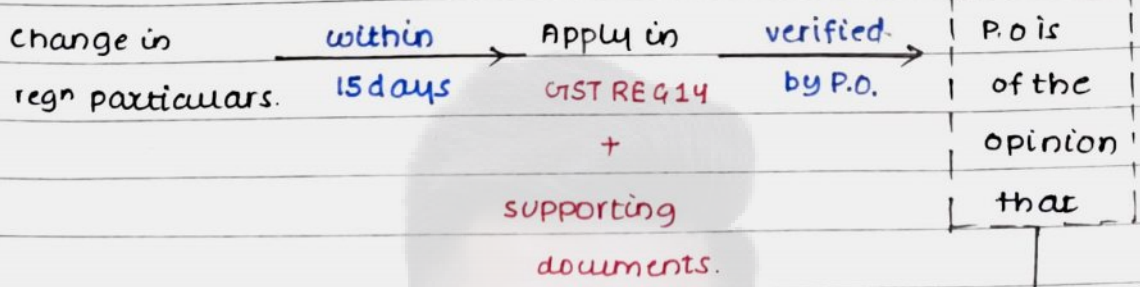 Change in within Apply in verified P.O is
regn particulars. 15 days GST REG 14 by P.O. of the
+ opinion
supporting that
documents.